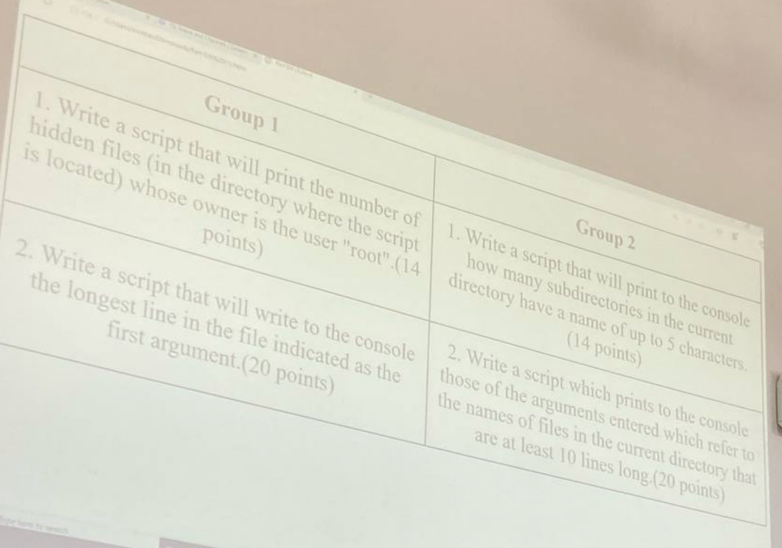 Group 1
1. Write a script that will print the number of
hidden files (in the directory where the script
is located) whose owner is the user "root".(14
points)
2. Write a script that will write to the console
the longest line in the file indicated as the
first argument.(20 points)
Group 2
1. Write a script that will print to the console
how many subdirectories in the current
directory have a name of up to 5 characters.
(14 points)
2. Write a script which prints to the console
those of the arguments entered which refer to
the names of files in the current directory that
are at least 10 lines long.(20 points)